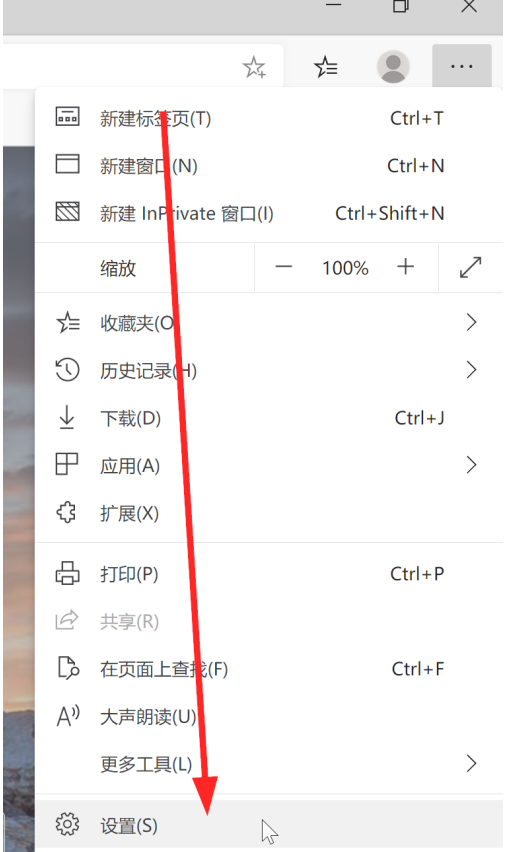 新建标签页(T) Ctrl+T
新建窗口(N) Ctrl+N
新建 InPrivate 窗口(I) Ctrl+Shift+N
缩放 — 100% +
收藏夹(O)
历史记录(H)
下载(D) Ctrl+J
应用(A)
扩展(X)
打印(P) Ctrl+P
共享(R)
在页面上查找(F) Ctrl+F
大声朗读(U)
更多工具(L)
设置(S)